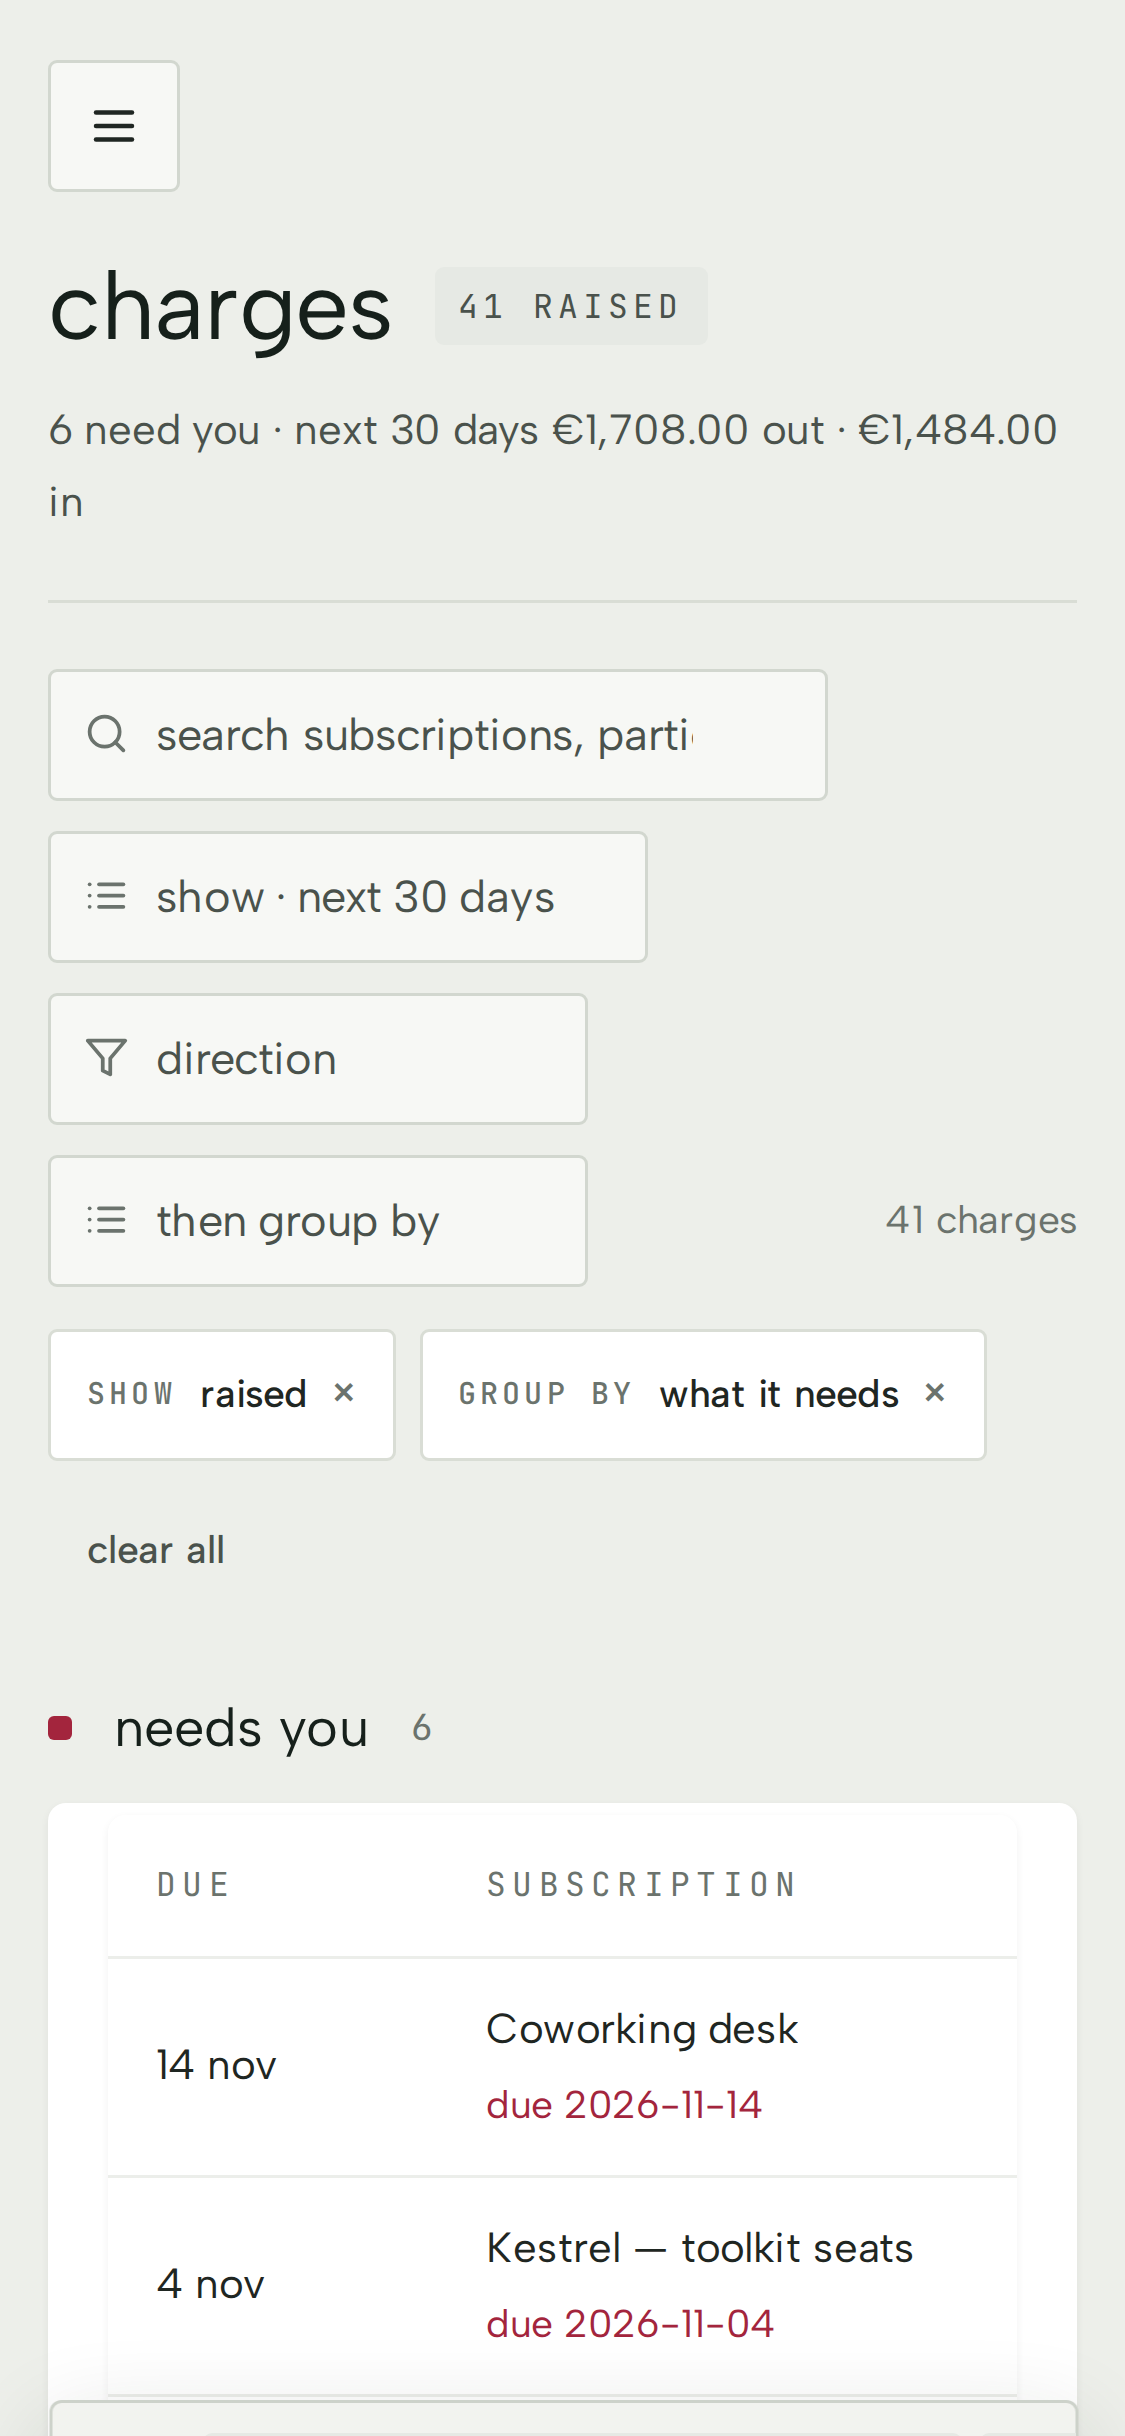 charges
41 RAISED
6 need you · next 30 days €1,708.00 out · €1,484.00
in
search subscriptions,
show · next 30 days
direction
then group by
41 charges
SHOW raised ×
GROUP BY what it needs ×
clear all
needs you 6
DUE SUBSCRIPTION
14 nov
Coworking desk
due 2026-11-14
4 nov
Kestrel — toolkit seats
due 2026-11-04